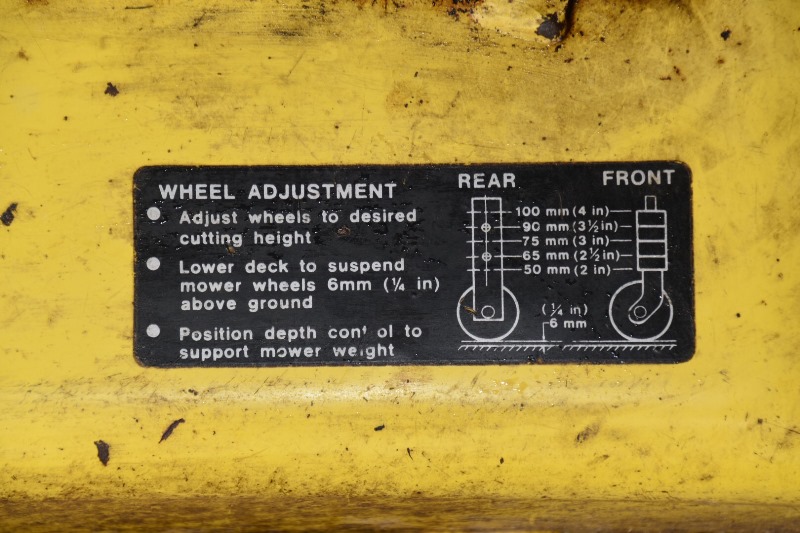 WHEEL ADJUSTMENT
Adjust wheels to desired
cutting height
Lower deck to suspend
mower wheels 6mm (¼ in)
above ground
Position depth control to
support mower weight
REAR
FRONT
100 mm (4 in)
90 mm (3½ in)
75 mm (3 in)
65 mm (2½ in)
50 mm (2 in)
(¼ in)
6 mm